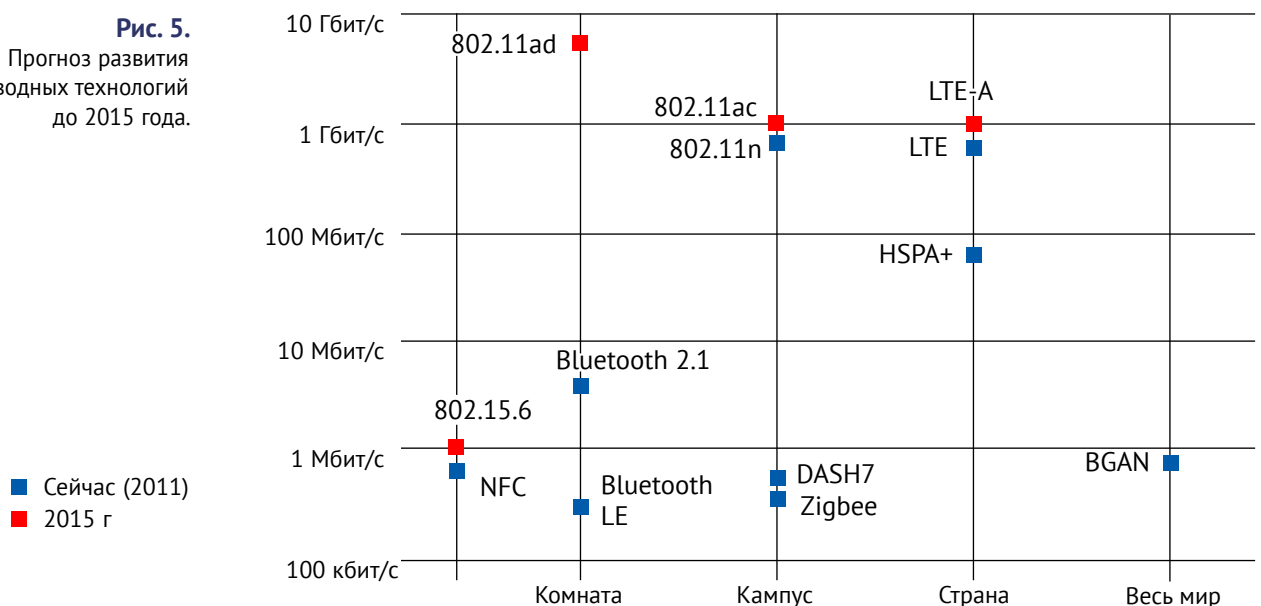 Рис. 5.
Прогноз развития
водных технологий
до 2015 года.
10 Гбит/с
802.11ad
LTE-A
802.11ac
1 Гбит/с
802.11n
LTE
100 Мбит/с
HSPA+
10 Мбит/с
Bluetooth 2.1
802.15.6
1 Мбит/с
BGAN
DASH7
NFC
Bluetooth
LE
Zigbee
Сейчас (2011)
2015 г
100 кбит/с
Комната
Кампус
Страна
Весь мир